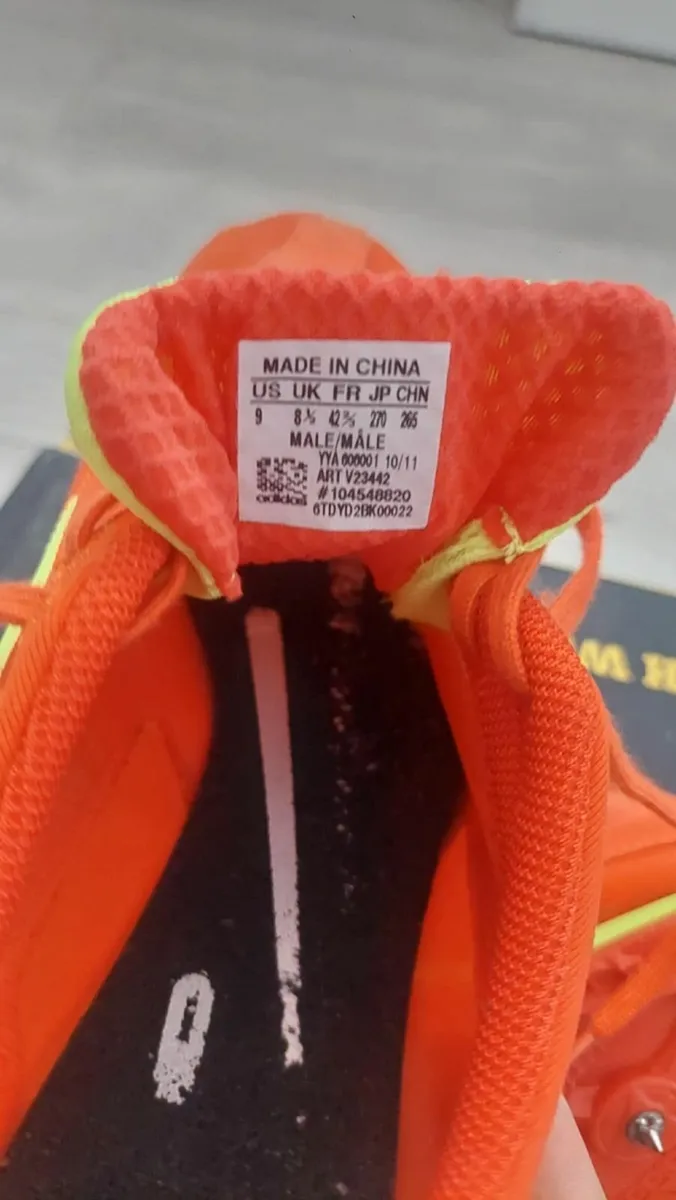 MADE IN CHINA
US UK FR JP CHN
9 8½ 42⅔ 270 265
MALE/MÂLE
YYA 606001 10/11
ART V23442
#104548820
adidas
6TDYD2BK00022